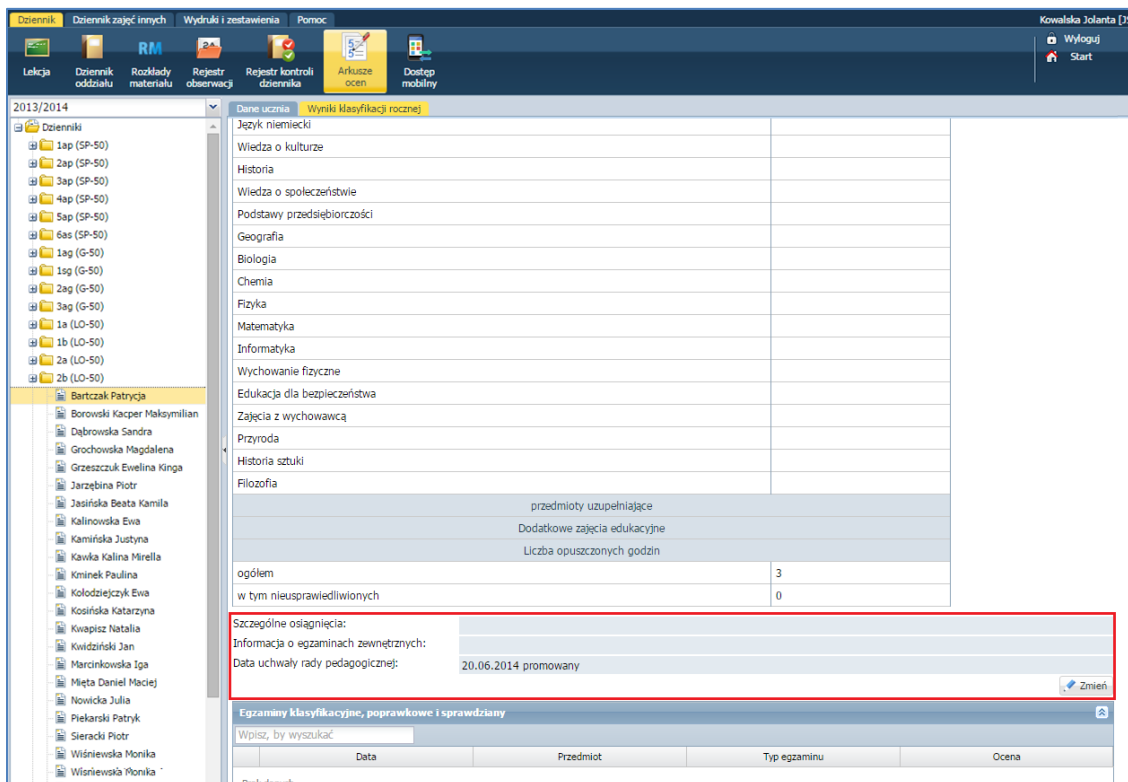 Dziennik Dziennik zajęć innych Wydruki i zestawienia Pomoc Kowalska Jolanta [JS
Wyloguj
Start
RM
Lekcja Dziennik oddziału Rozkłady materiału Rejestr obserwacji Rejestr kontroli dziennika Arkusze ocen Dostęp mobilny
2013/2014
Dzienniki
1ap (SP-50)
2ap (SP-50)
3ap (SP-50)
4ap (SP-50)
5ap (SP-50)
6as (SP-50)
1ag (G-50)
1sg (G-50)
2ag (G-50)
3ag (G-50)
1a (LO-50)
1b (LO-50)
2a (LO-50)
2b (LO-50)
Bartczak Patrycja
Borowski Kacper Maksymilian
Dąbrowska Sandra
Grochowska Magdalena
Grzeszczuk Ewelina Kinga
Jarzębina Piotr
Jasińska Beata Kamila
Kalinowska Ewa
Kamińska Justyna
Kawka Kalina Mirella
Kminek Paulina
Kołodziejczyk Ewa
Kosińska Katarzyna
Kwapisz Natalia
Kwidziński Jan
Marcinkowska Iga
Mięta Daniel Maciej
Nowicka Julia
Piekarski Patryk
Sieracki Piotr
Wiśniewska Monika
Wiśniewska Monika
Dane ucznia Wyniki klasyfikacji rocznej
Język niemiecki
Wiedza o kulturze
Historia
Wiedza o społeczeństwie
Podstawy przedsiębiorczości
Geografia
Biologia
Chemia
Fizyka
Matematyka
Informatyka
Wychowanie fizyczne
Edukacja dla bezpieczeństwa
Zajęcia z wychowawcą
Przyroda
Historia sztuki
Filozofia
przedmioty uzupełniające
Dodatkowe zajęcia edukacyjne
Liczba opuszczonych godzin
ogółem 3
w tym nieusprawiedliwionych 0
Szczególne osiągnięcia:
Informacja o egzaminach zewnętrznych:
Data uchwały rady pedagogicznej: 20.06.2014 promowany
Zmień
Egzaminy klasyfikacyjne, poprawkowe i sprawdziany
Wpisz, by wyszukać
Data Przedmiot Typ egzaminu Ocena